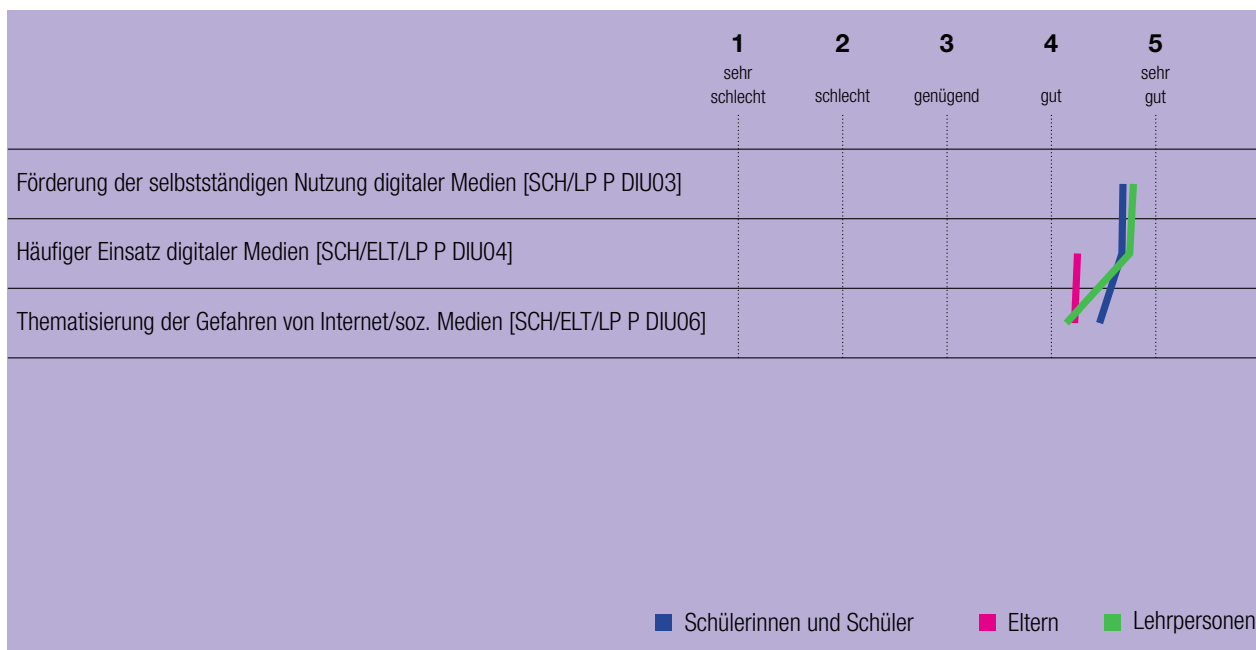 1 2 3 4 5
sehr schlecht schlecht genügend gut sehr gut
Förderung der selbstständigen Nutzung digitaler Medien [SCH/LP P DIU03]
Häufiger Einsatz digitaler Medien [SCH/ELT/LP P DIU04]
Thematisierung der Gefahren von Internet/soz. Medien [SCH/ELT/LP P DIU06]
Schülerinnen und Schüler Eltern Lehrpersonen